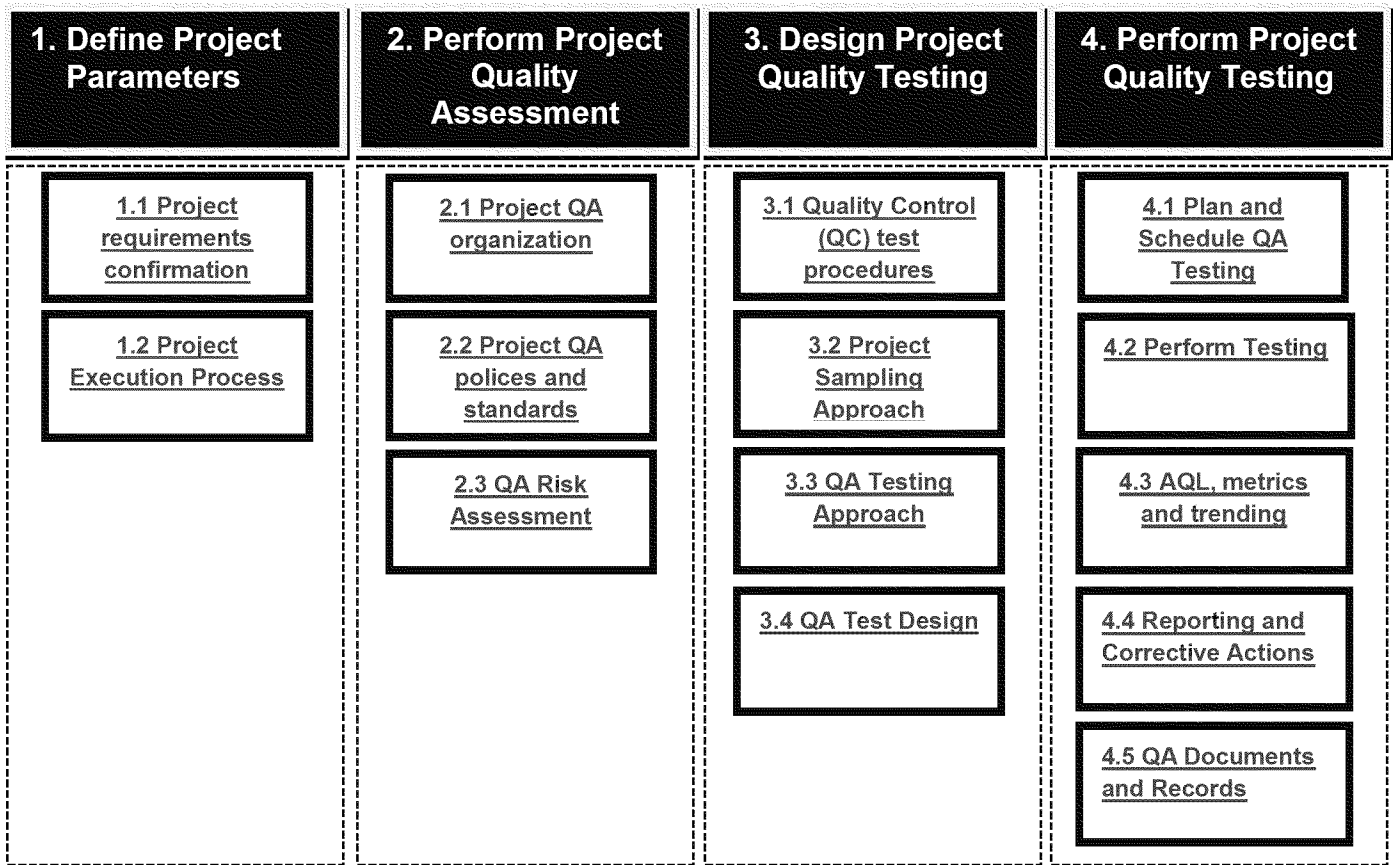 1. Define Project
Parameters
2. Perform Project
Quality
Assessment
3. Design Project
Quality Testing
4. Perform Project
Quality Testing
1.1 Project
requirements
confirmation
1.2 Project
Execution Process
2.1 Project QA
organization
2.2 Project QA
polices and
standards
2.3 QA Risk
Assessment
3.1 Quality Control
(QC) test
procedures
3.2 Project
Sampling
Approach
3.3 QA Testing
Approach
3.4 QA Test Design
4.1 Plan and
Schedule QA
Testing
4.2 Perform Testing
4.3 AQL, metrics
and trending
4.4 Reporting and
Corrective Actions
4.5 QA Documents
and Records